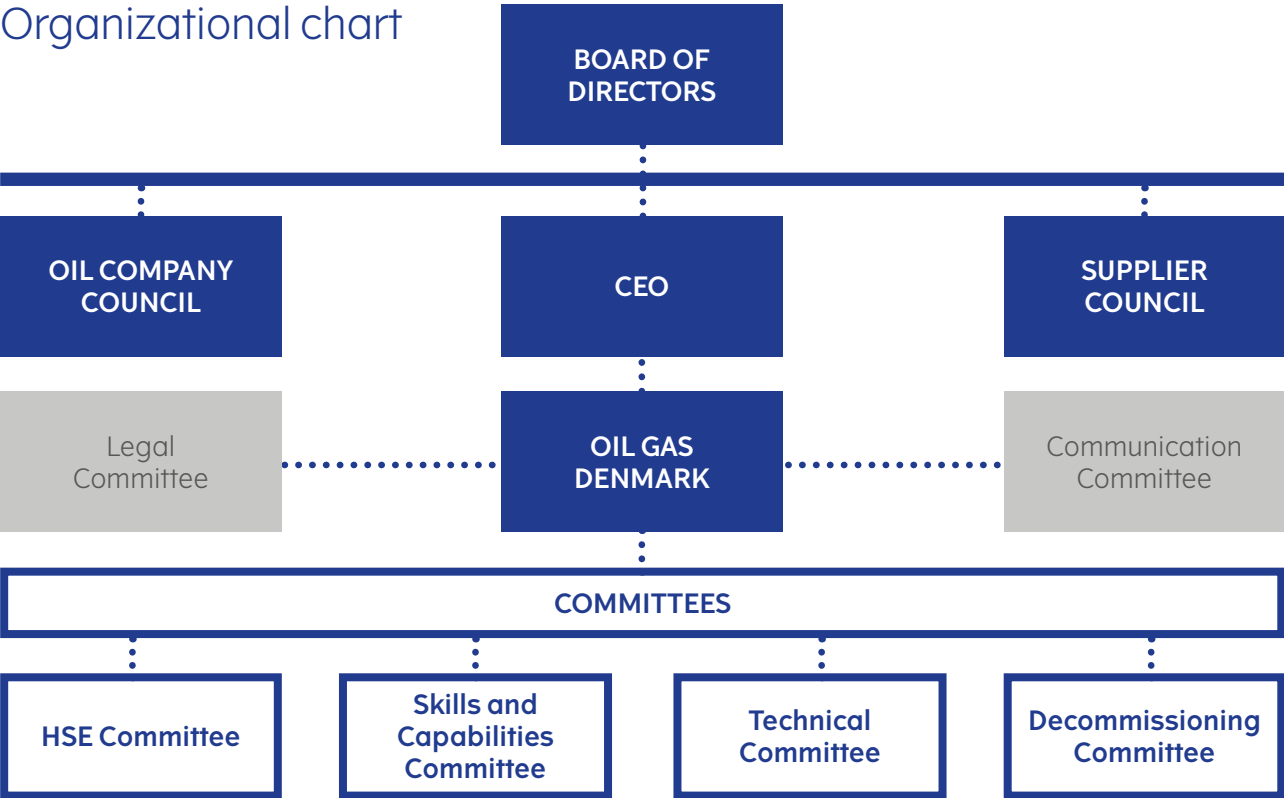 Organizational chart
BOARD OF
DIRECTORS
OIL COMPANY
COUNCIL
CEO
SUPPLIER
COUNCIL
Legal
Committee
OIL GAS
DENMARK
Communication
Committee
COMMITTEES
HSE Committee
Skills and
Capabilities
Committee
Technical
Committee
Decommissioning
Committee